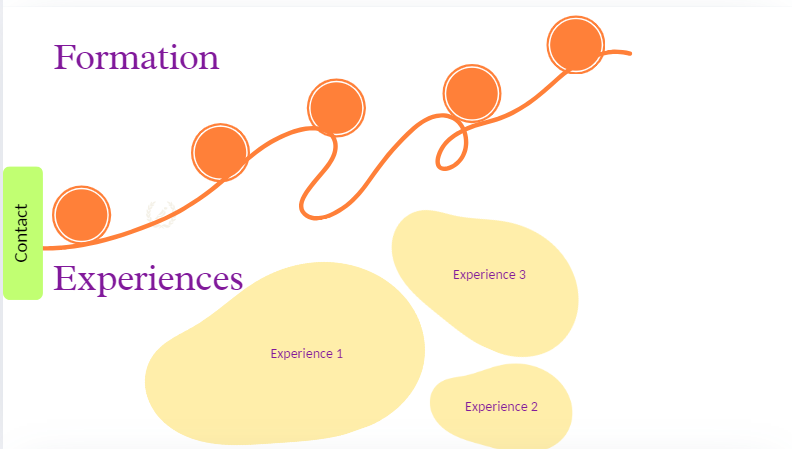 Formation
Contact
Experiences
Experience 3
Experience 1
Experience 2